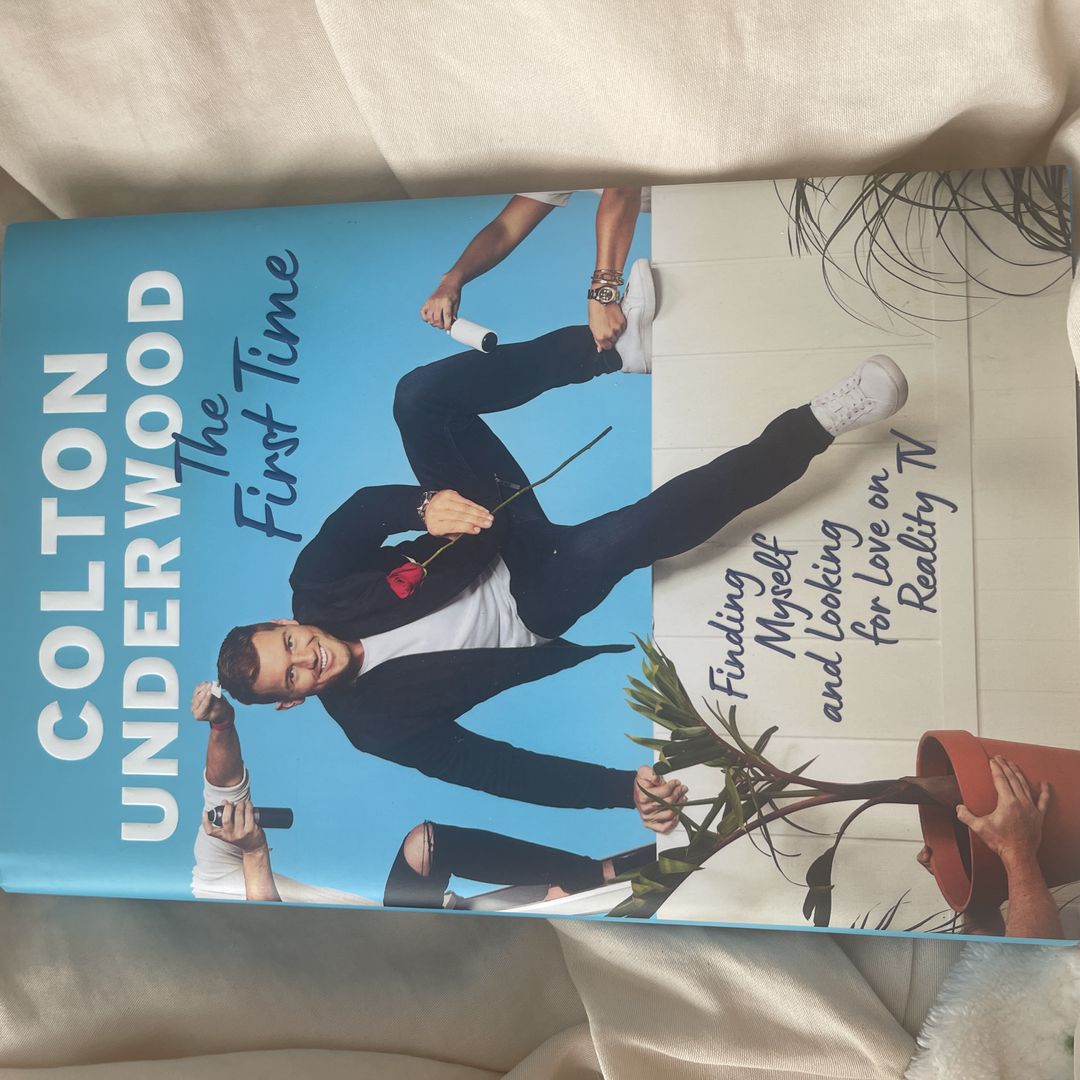 COLTON
UNDERWOOD
The
First Time
Finding
Myself
and Looking
for Love on
Reality TV